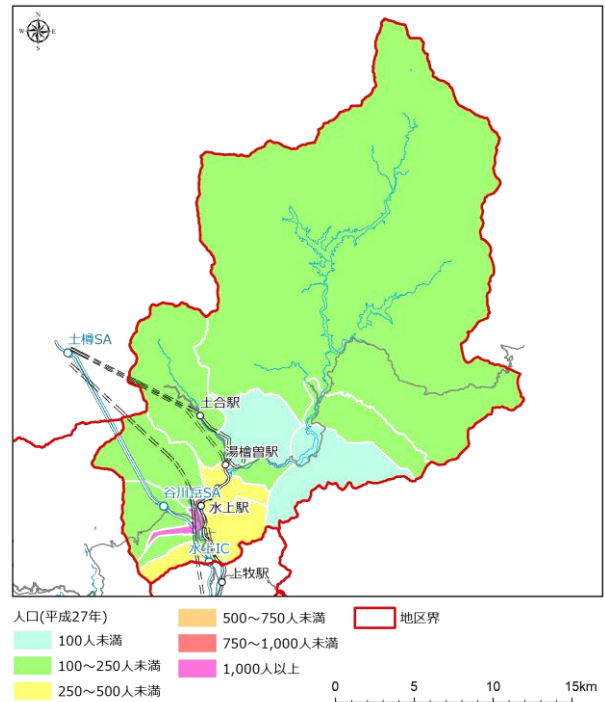 N
W E
S
土樽SA
土合駅
湯檜曽駅
谷川岳SA
水上駅
水上IC
上牧駅
人口(平成27年)
100人未満
100～250人未満
250～500人未満
500～750人未満
750～1,000人未満
1,000人以上
地区界
0 5 10 15km